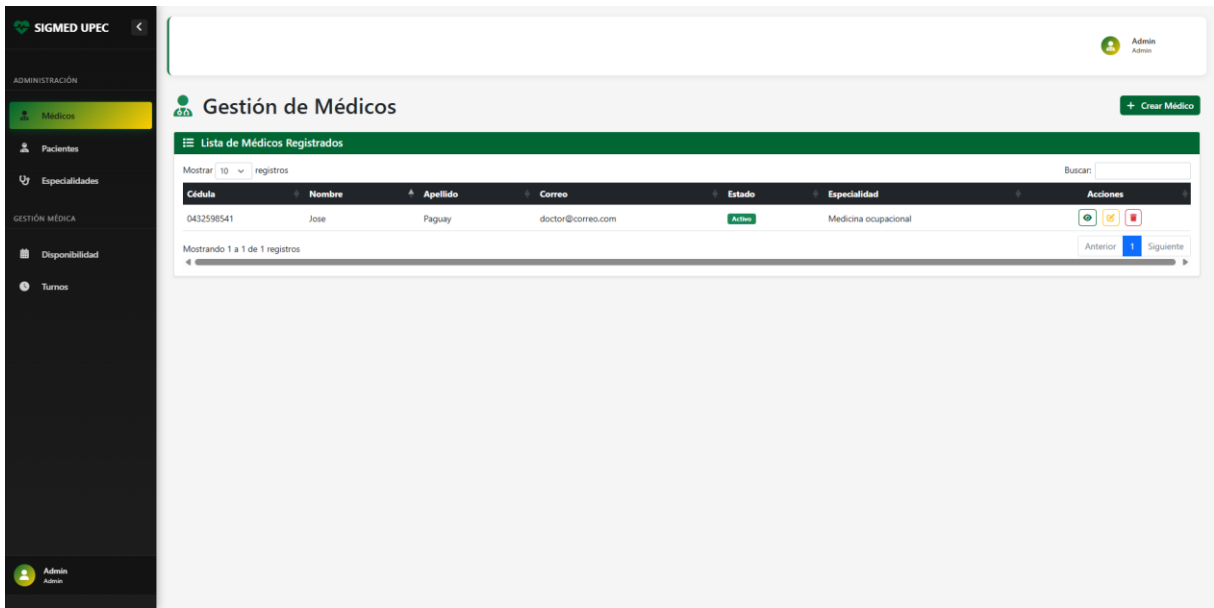 SIGMED UPEC
ADMINISTRACIÓN
Médicos
Pacientes
Especialidades
GESTIÓN MÉDICA
Disponibilidad
Turnos
Admin
Admin
Admin
Admin
Gestión de Médicos
+ Crear Médico
Lista de Médicos Registrados
Mostrar 10 registros
Buscar:
Cédula Nombre Apellido Correo Estado Especialidad Acciones
0432598541 Jose Paguay doctor@correo.com Activo Medicina ocupacional
Mostrando 1 a 1 de 1 registros
Anterior 1 Siguiente